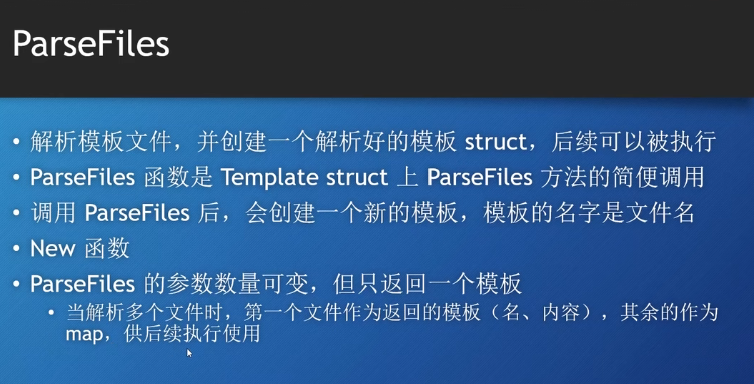 ParseFiles
• 解析模板文件，并创建一个解析好的模板 struct，后续可以被执行
• ParseFiles 函数是 Template struct 上 ParseFiles 方法的简便调用
• 调用 ParseFiles 后，会创建一个新的模板，模板的名字是文件名
• New 函数
• ParseFiles 的参数数量可变，但只返回一个模板
• 当解析多个文件时，第一个文件作为返回的模板（名、内容），其余的作为
map，供后续执行使用